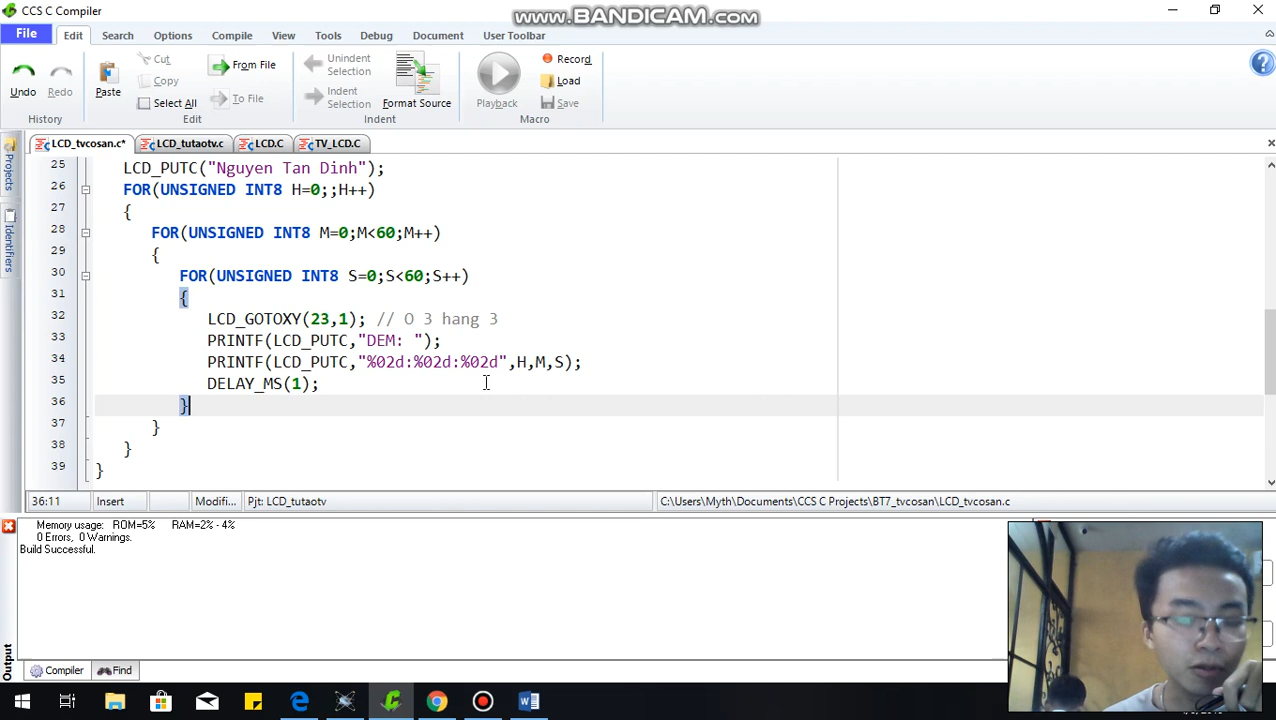 CCS C Compiler
www.BANDICAM.com
File Edit Search Options Compile View Tools Debug Document User Toolbar
Undo Redo Paste Cut Copy Select All From File To File Unindent Selection Indent Selection Format Source Playback Record Load Save
History Edit Indent Macro
LCD_tvcosan.c* LCD_tutaotv.c LCD.C TV_LCD.C
Projects
Identifiers
25 LCD_PUTC("Nguyen Tan Dinh");
26 FOR(UNSIGNED INT8 H=0;;H++)
27 {
28 FOR(UNSIGNED INT8 M=0;M<60;M++)
29 {
30 FOR(UNSIGNED INT8 S=0;S<60;S++)
31 {
32 LCD_GOTOXY(23,1); // O 3 hang 3
33 PRINTF(LCD_PUTC,"DEM: ");
34 PRINTF(LCD_PUTC,"%02d:%02d:%02d",H,M,S);
35 DELAY_MS(1);
36 }
37 }
38 }
39 }
36:11 Insert Modifi... Pjt: LCD_tutaotv C:\Users\Myth\Documents\CCS C Projects\BT7_tvcosan\LCD_tvcosan.c
Memory usage: ROM=5% RAM=2% - 4%
0 Errors, 0 Warnings.
Build Successful.
Output
Compiler Find